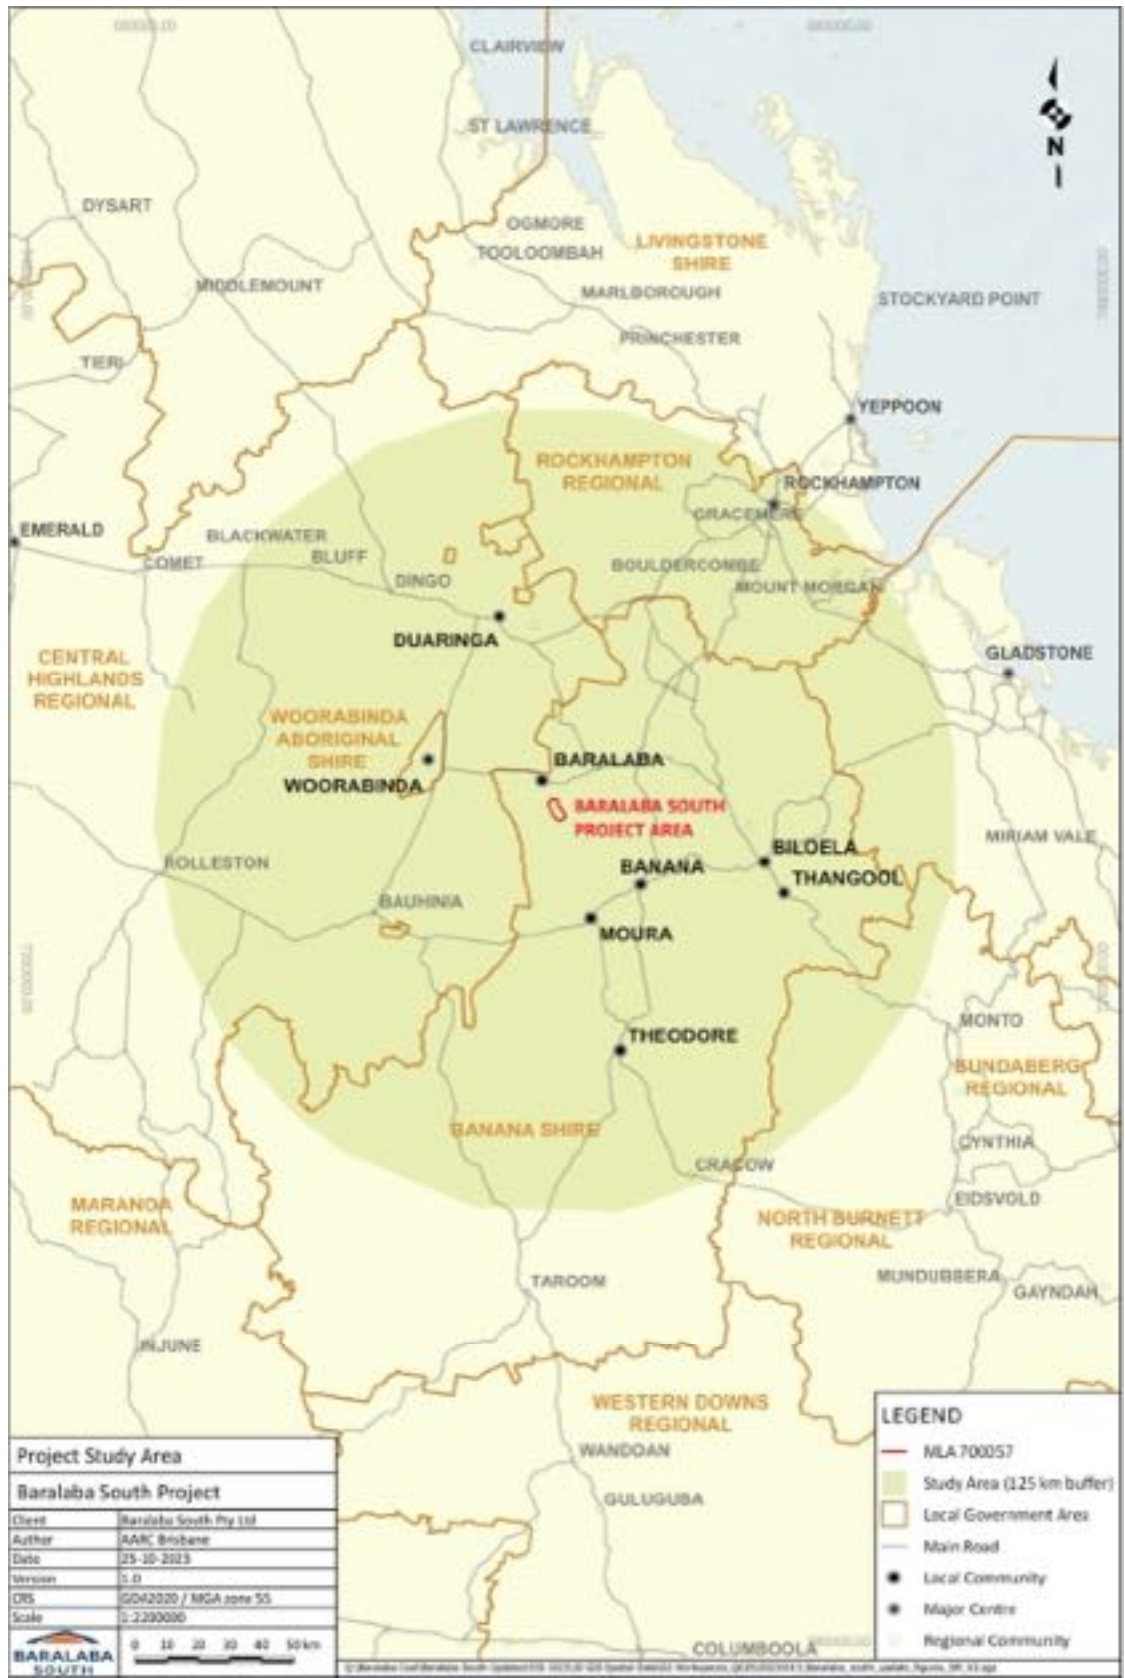 CLAIRVIEW
ST LAWRENCE
N
DYSART
OGMORE
TOOLOOMBAH
LIVINGSTONE
SHIRE
MIDDLEMOUNT
MARLBOROUGH
STOCKYARD POINT
PRINCHESTER
TIERI
YEPPOON
ROCKHAMPTON
REGIONAL
ROCKHAMPTON
GRACEMERE
EMERALD
BLACKWATER
COMET
BLUFF
DINGO
BOULDERCOMBE
MOUNT MORGAN
DUARINGA
CENTRAL
HIGHLANDS
REGIONAL
GLADSTONE
WOORABINDA
ABORIGINAL
SHIRE
WOORABINDA
BARALABA
BARALABA SOUTH
PROJECT AREA
MIRIAM VALE
BILOELA
ROLLESTON
BANANA
THANGOOL
BAUHINIA
MOURA
MONTO
THEODORE
BUNDABERG
REGIONAL
BANANA SHIRE
CYNTHIA
CRACOW
MARANOA
REGIONAL
EIDSVOLD
NORTH BURNETT
REGIONAL
TAROOM
MUNDUBBERA
GAYNDAH
INJUNE
WESTERN DOWNS
REGIONAL
WANDOAN
GULUGUBA
COLUMBOOLA
LEGEND
MLA 700057
Study Area (125 km buffer)
Local Government Area
Main Road
Local Community
Major Centre
Regional Community
Project Study Area
Baralaba South Project
Client Baralaba South Pty Ltd
Author AARC Brisbane
Date 25-10-2023
Version 1.0
CRS GDA2020 / MGA zone 55
Scale 1:2200000
BARALABA
SOUTH
0 10 20 30 40 50 km